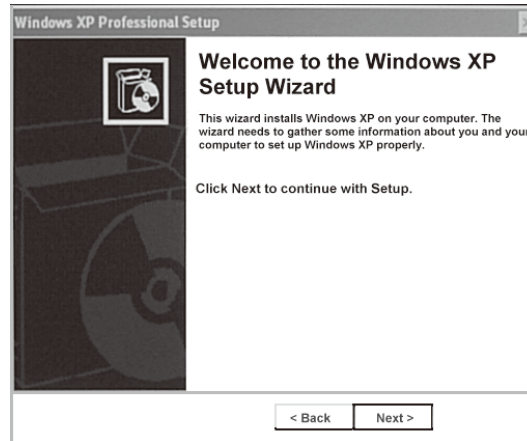 Windows XP Professional Setup
Welcome to the Windows XP
Setup Wizard
This wizard installs Windows XP on your computer. The
wizard needs to gather some information about you and your
computer to set up Windows XP properly.
Click Next to continue with Setup.
< Back
Next >